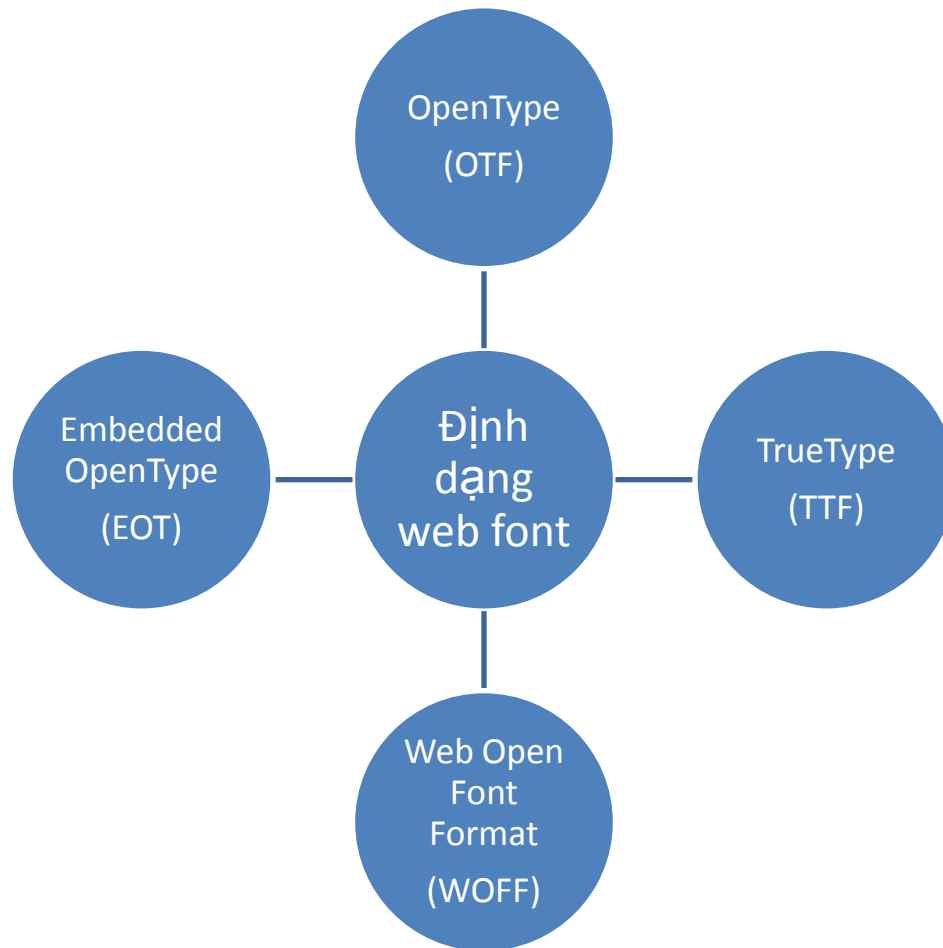 OpenType
(OTF)
Embedded
OpenType
(EOT)
Định
dạng
web font
TrueType
(TTF)
Web Open
Font
Format
(WOFF)